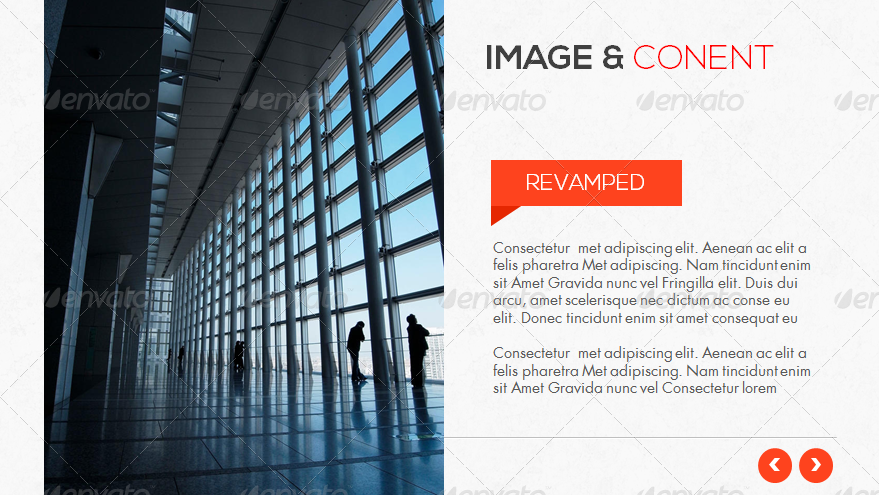 IMAGE & CONENT
REVAMPED
Consectetur met adipiscing elit. Aenean ac elit a
felis pharetra Met adipiscing. Nam tincidunt enim
sit Amet Gravida nunc vel Fringilla elit. Duis dui
arcu, amet scelerisque nec dictum ac conse eu
elit. Donec tincidunt enim sit amet consequat eu
Consectetur met adipiscing elit. Aenean ac elit a
felis pharetra Met adipiscing. Nam tincidunt enim
sit Amet Gravida nunc vel Consectetur lorem
envato
envato
envato
envato
envato
envato
envato
envato